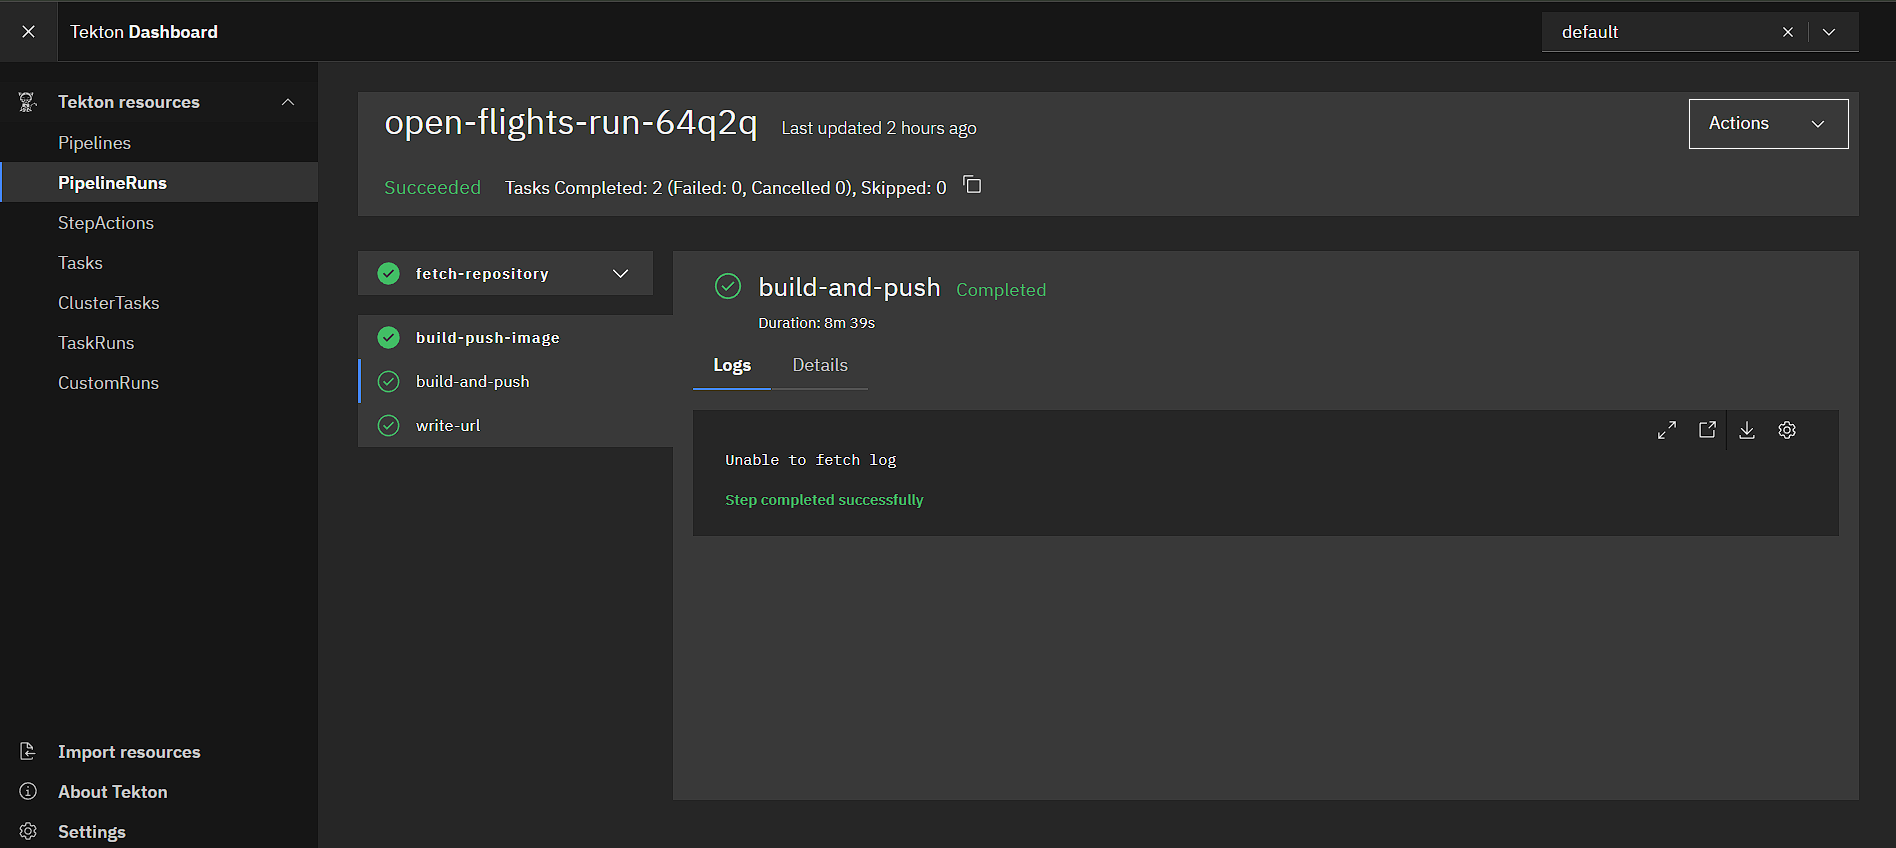 Tekton Dashboard
default
Tekton resources
Pipelines
PipelineRuns
StepActions
Tasks
ClusterTasks
TaskRuns
CustomRuns
Import resources
About Tekton
Settings
open-flights-run-64q2q Last updated 2 hours ago
Actions
Succeeded Tasks Completed: 2 (Failed: 0, Cancelled 0), Skipped: 0
fetch-repository
build-push-image
build-and-push
write-url
build-and-push Completed
Duration: 8m 39s
Logs Details
Unable to fetch log
Step completed successfully